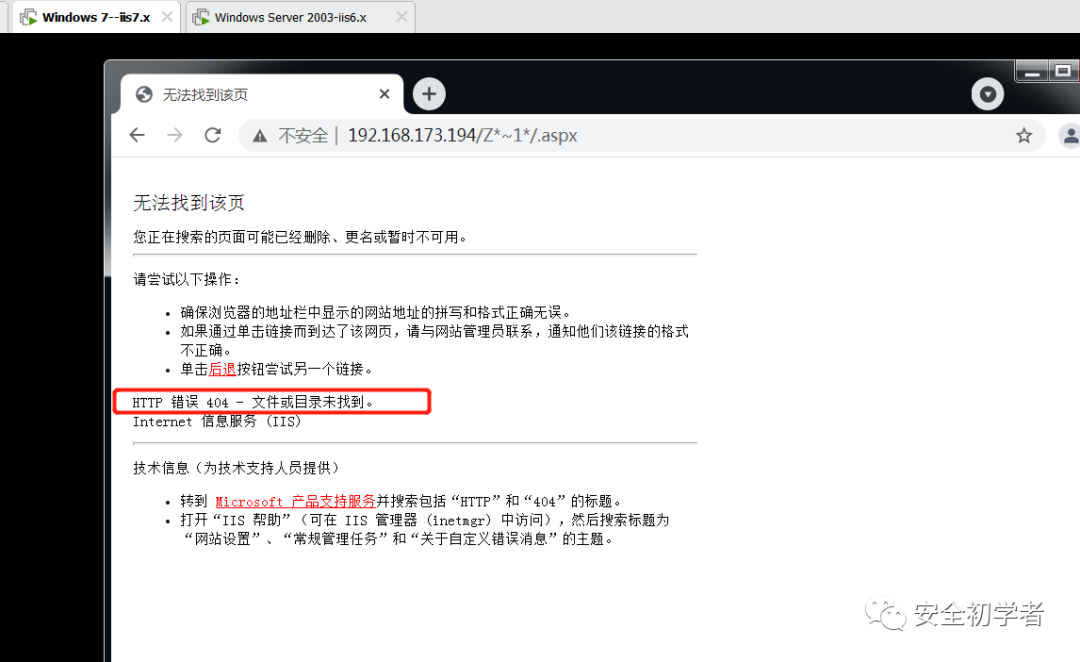 Windows 7--iis7.x
Windows Server 2003-iis6.x
无法找到该页
不安全 | 192.168.173.194/Z*~1*/.aspx
无法找到该页
您正在搜索的页面可能已经删除、更名或暂时不可用。
请尝试以下操作：
确保浏览器的地址栏中显示的网站地址的拼写和格式正确无误。
如果通过单击链接而到达了该网页，请与网站管理员联系，通知他们该链接的格式
不正确。
单击后退按钮尝试另一个链接。
HTTP 错误 404 - 文件或目录未找到。
Internet 信息服务 (IIS)
技术信息（为技术支持人员提供）
转到 Microsoft 产品支持服务并搜索包括“HTTP”和“404”的标题。
打开“IIS 帮助”（可在 IIS 管理器 (inetmgr) 中访问），然后搜索标题为
“网站设置”、“常规管理任务”和“关于自定义错误消息”的主题。
安全初学者